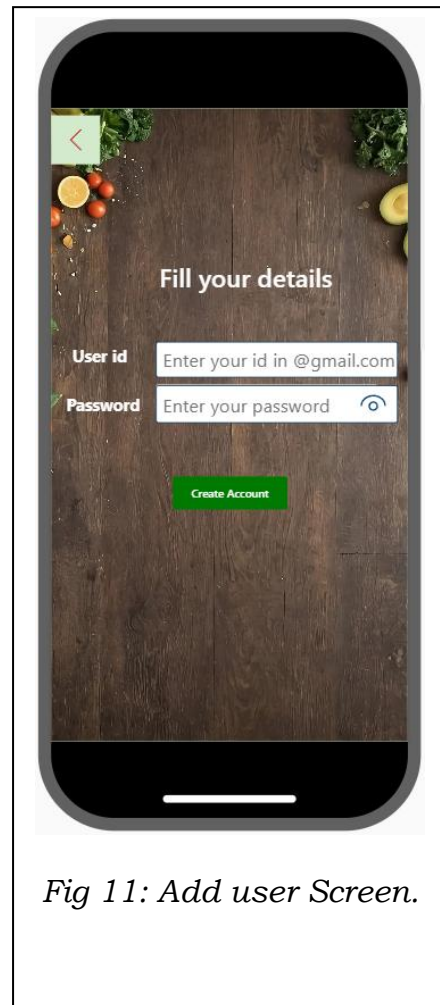 Fill your details
User id
Enter your id in @gmail.com
Password
Enter your password
Create Account
Fig 11: Add user Screen.